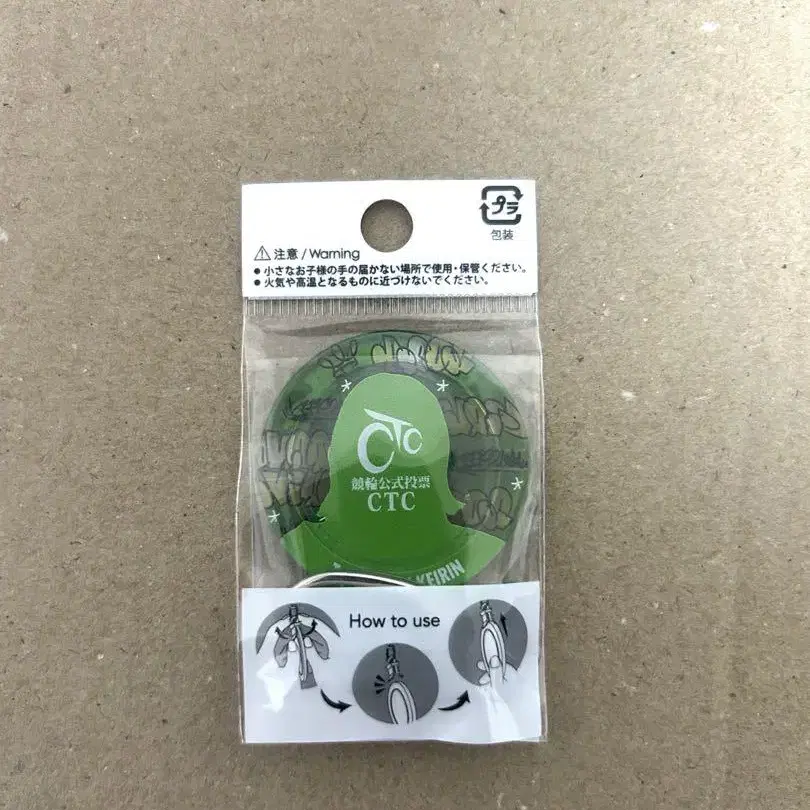 プラ
包装
⚠注意 / Warning
● 小さなお子様の手の届かない場所で使用・保管ください。
● 火気や高温となるものに近づけないでください。
CTC
競輪公式投票
CTC
KEIRIN
How to use